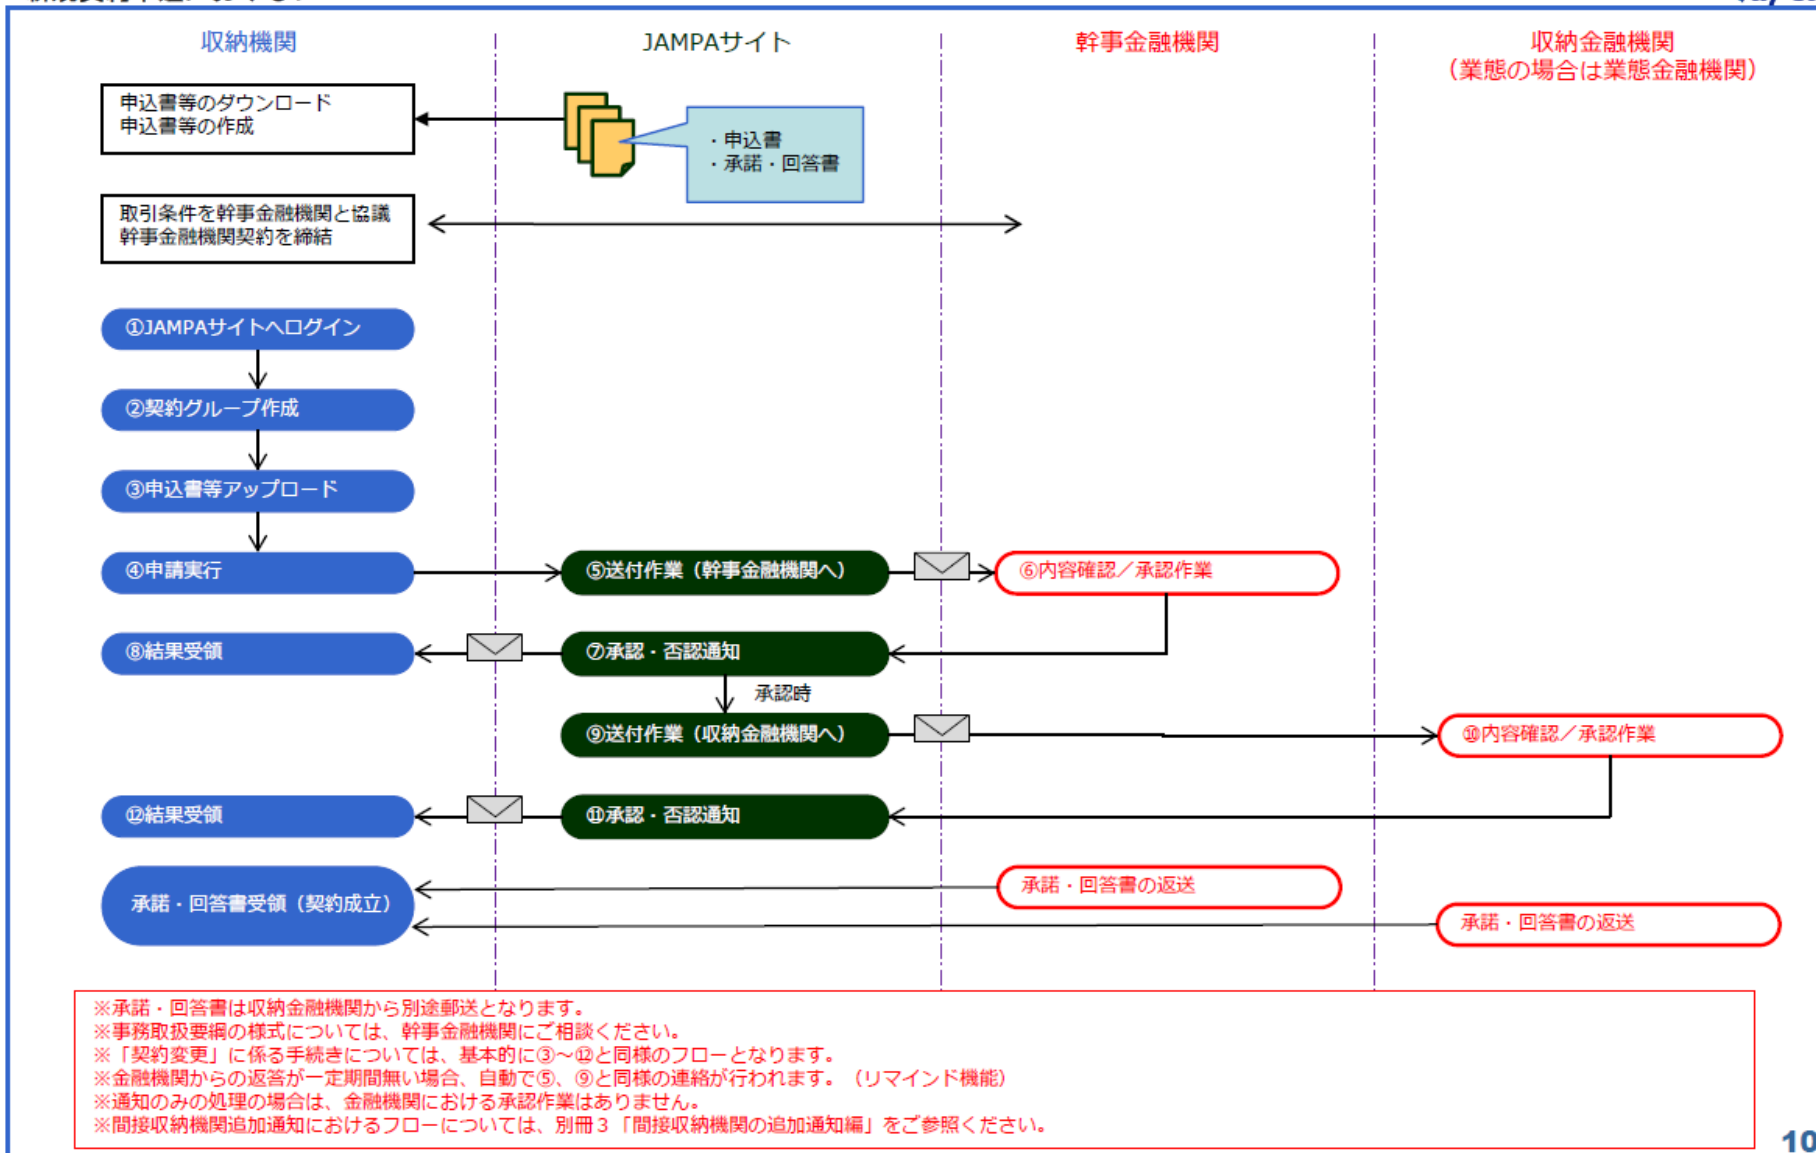 収納機関
JAMPAサイト
幹事金融機関
収納金融機関
（業態の場合は業態金融機関）
申込書等のダウンロード
申込書等の作成
・申込書
・承諾・回答書
取引条件を幹事金融機関と協議
幹事金融機関契約を締結
①JAMPAサイトへログイン
②契約グループ作成
③申込書等アップロード
④申請実行
⑤送付作業（幹事金融機関へ）
⑥内容確認／承認作業
⑧結果受領
⑦承認・否認通知
承認時
⑨送付作業（収納金融機関へ）
⑩内容確認／承認作業
⑫結果受領
⑪承認・否認通知
承諾・回答書受領（契約成立）
承諾・回答書の返送
承諾・回答書の返送
※承諾・回答書は収納金融機関から別途郵送となります。
※事務取扱要綱の様式については、幹事金融機関にご相談ください。
※「契約変更」に係る手続きについては、基本的に③～⑫と同様のフローとなります。
※金融機関からの返答が一定期間無い場合、自動で⑤、⑨と同様の連絡が行われます。（リマインド機能）
※通知のみの処理の場合は、金融機関における承認作業はありません。
※間接収納機関追加通知におけるフローについては、別冊３「間接収納機関の追加通知編」をご参照ください。
10